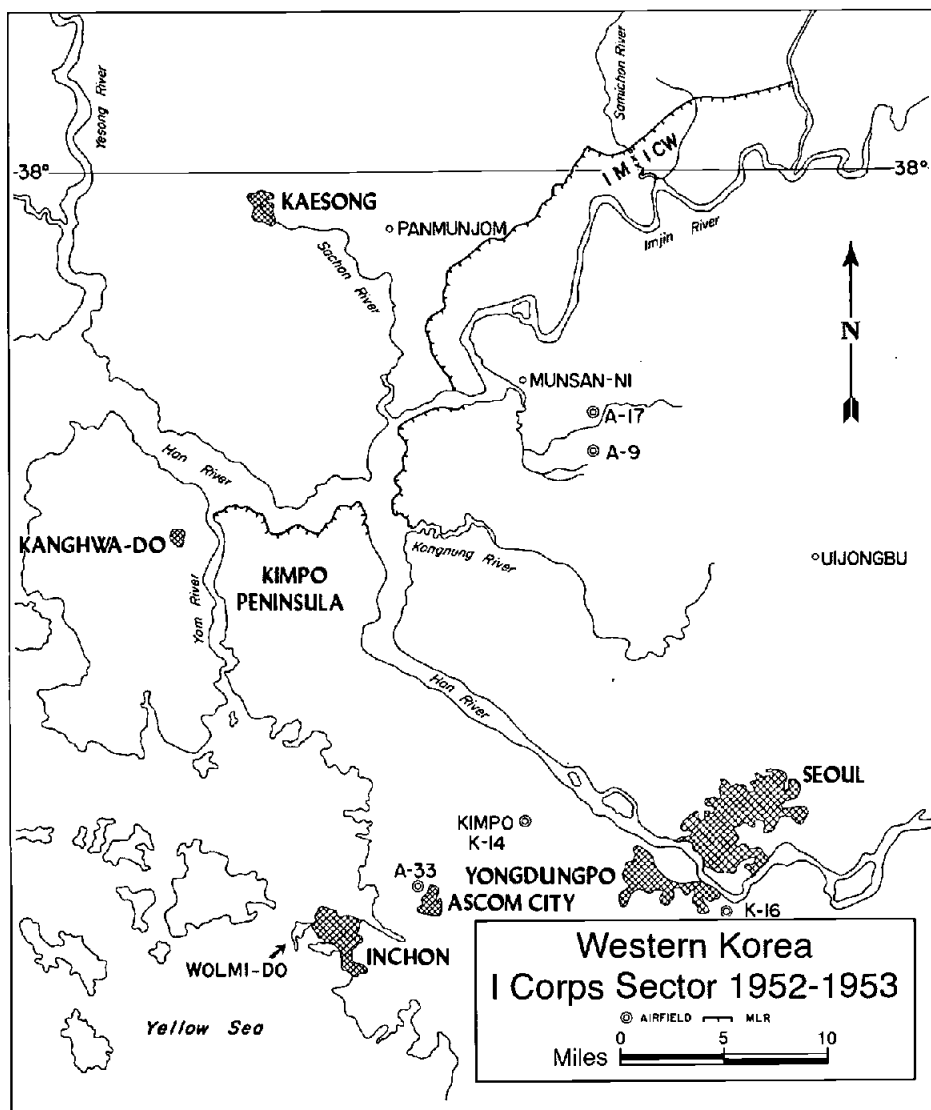 Yesong River
Samichon River
38°
38°
I M
I CW
KAESONG
PANMUNJOM
Sachon River
Imjin River
N
MUNSAN-NI
A-17
A-9
Han River
KANGHWA-DO
KIMPO
PENINSULA
Yom River
Kongnung River
UIJONGBU
Han River
SEOUL
KIMPO
K-14
A-33
YONGDUNGPO
ASCOM CITY
K-16
WOLMI-DO
INCHON
Yellow Sea
Western Korea
I Corps Sector 1952-1953
AIRFIELD MLR
0 5 10
Miles